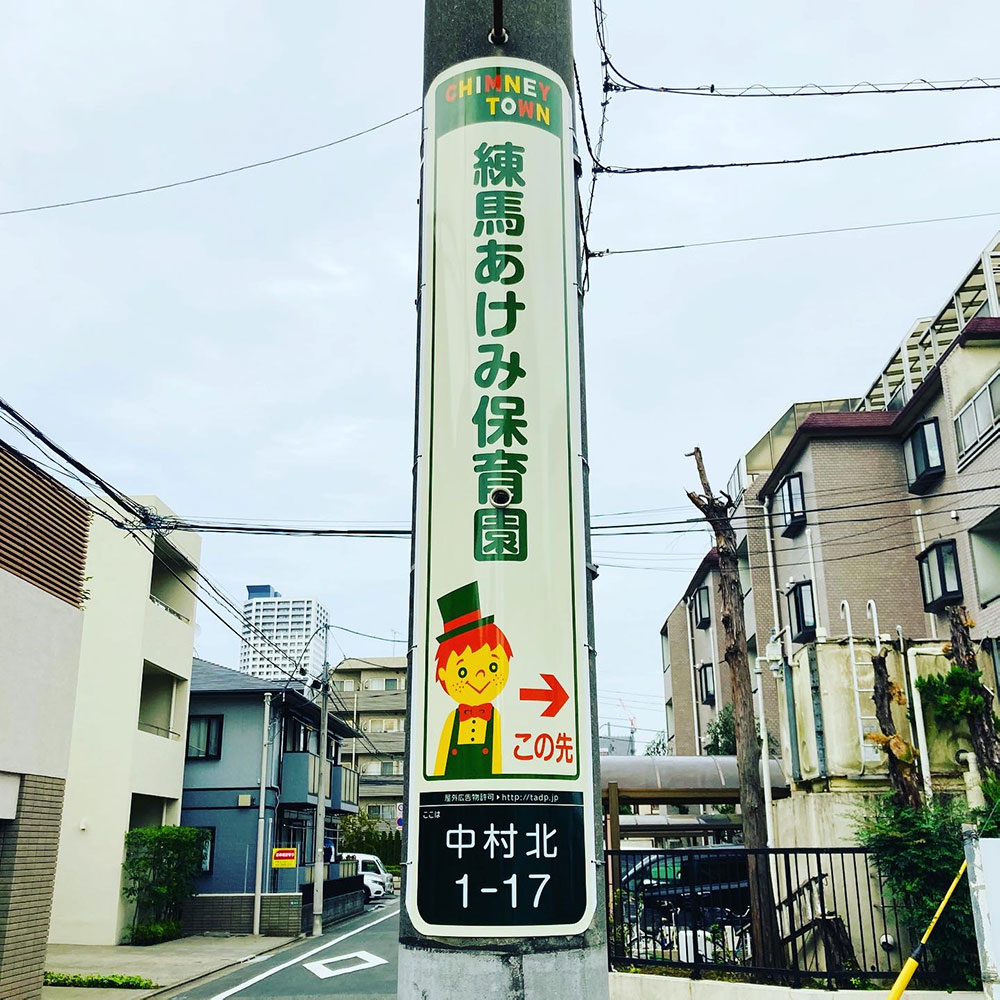 CHIMNEY
TOWN
練馬あけみ保育園
この先
屋外広告物許可▶http://tadp.jp
ここは
中村北
1-17